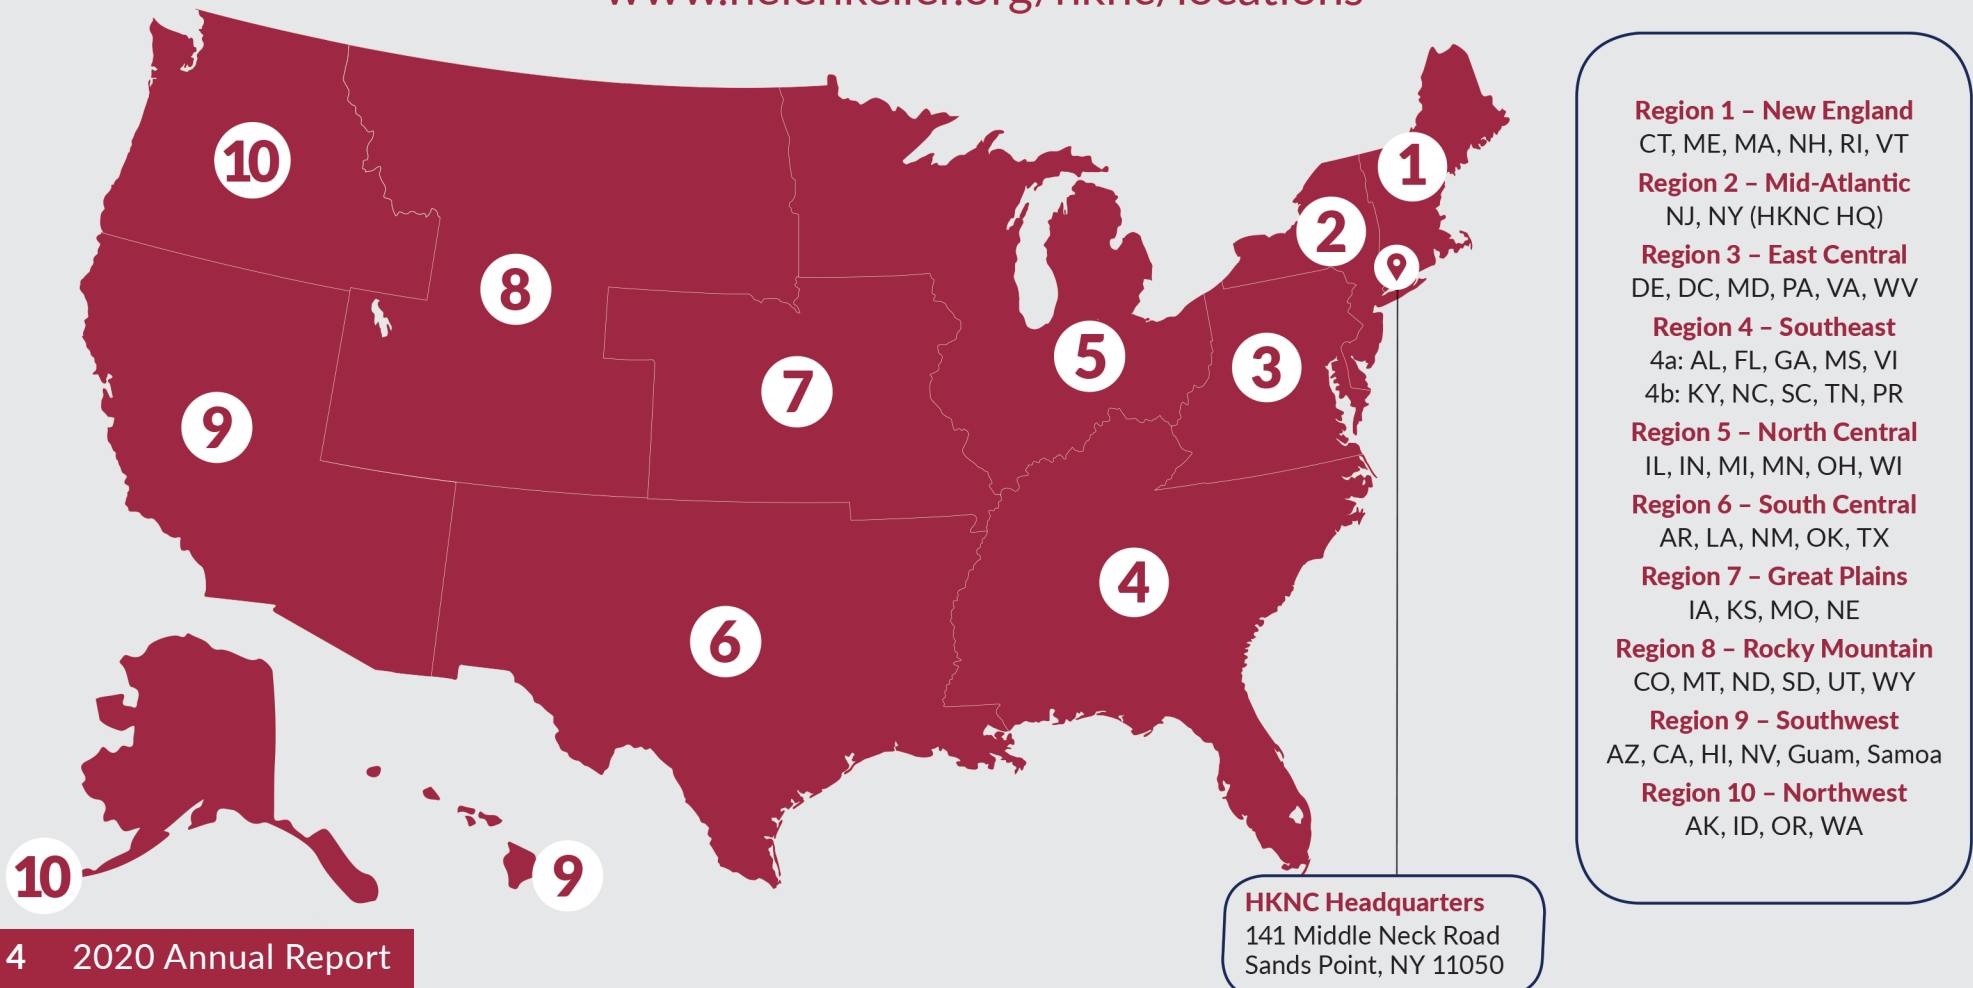 www.helenkeller.org/hknc/locations
10
1
2
8
5
3
7
9
4
6
10
9
Region 1 – New England
CT, ME, MA, NH, RI, VT
Region 2 – Mid-Atlantic
NJ, NY (HKNC HQ)
Region 3 – East Central
DE, DC, MD, PA, VA, WV
Region 4 – Southeast
4a: AL, FL, GA, MS, VI
4b: KY, NC, SC, TN, PR
Region 5 – North Central
IL, IN, MI, MN, OH, WI
Region 6 – South Central
AR, LA, NM, OK, TX
Region 7 – Great Plains
IA, KS, MO, NE
Region 8 – Rocky Mountain
CO, MT, ND, SD, UT, WY
Region 9 – Southwest
AZ, CA, HI, NV, Guam, Samoa
Region 10 – Northwest
AK, ID, OR, WA
HKNC Headquarters
141 Middle Neck Road
Sands Point, NY 11050
4 2020 Annual Report